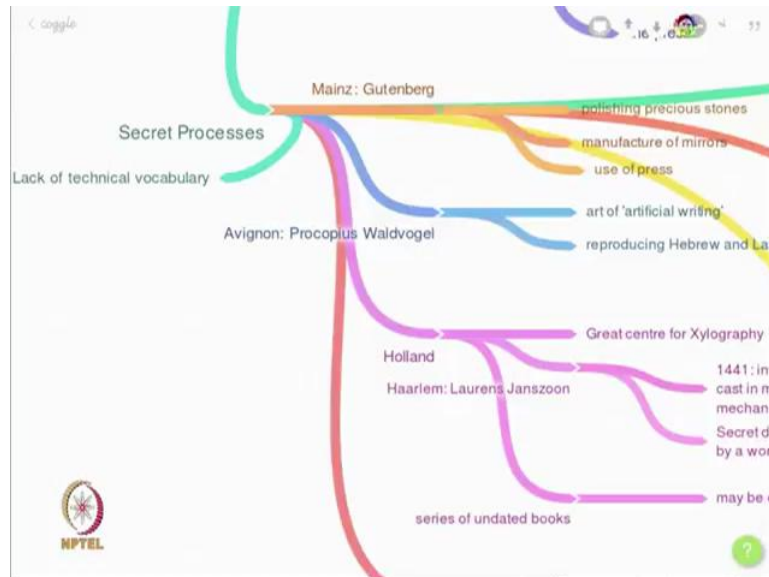 coggle
Mainz: Gutenberg
polishing precious stones
Secret Processes
manufacture of mirrors
use of press
Lack of technical vocabulary
art of 'artificial writing'
Avignon: Procopius Waldvogel
reproducing Hebrew and La
Great centre for Xylography
Holland
1441: in
Haarlem: Laurens Janszoon
cast in m
mechan
Secret d
by a wor
may be
series of undated books
NPTEL
?